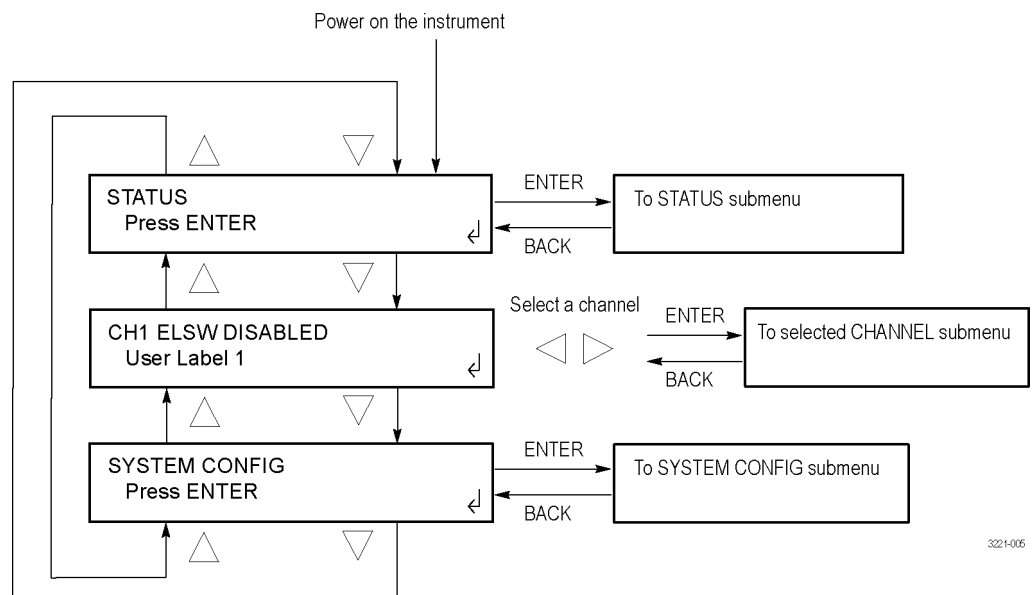 Power on the instrument
STATUS
Press ENTER
ENTER
BACK
To STATUS submenu
CH1 ELSW DISABLED
User Label 1
Select a channel
ENTER
BACK
To selected CHANNEL submenu
SYSTEM CONFIG
Press ENTER
ENTER
BACK
To SYSTEM CONFIG submenu
3221-005